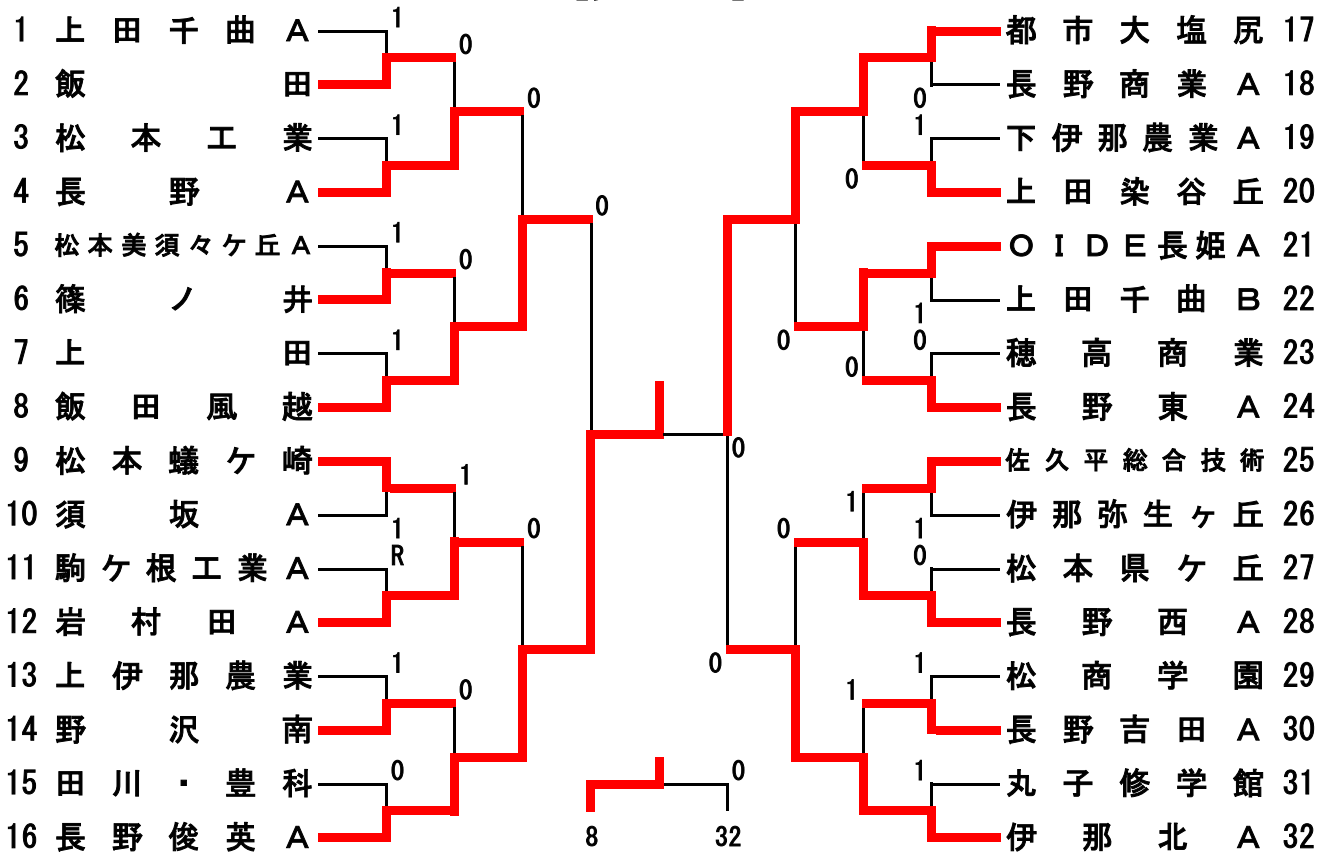 1 上田千曲A
2 飯田
3 松本工業
4 長野A
5 松本美須々ケ丘A
6 篠ノ井
7 上田
8 飯田風越
9 松本蟻ケ崎
10 須坂A
11 駒ケ根工業A
12 岩村田A
13 上伊那農業
14 野沢南
15 田川・豊科
16 長野俊英A
1
0
1
0
1
0
1
0
1
1
R
0
1
0
0
0
0
8 32
0
0
1
0
0
1
0
0
1
1
0
0
0
1
1
1
都市大塩尻 17
長野商業A 18
下伊那農業A 19
上田染谷丘 20
OIDE長姫A 21
上田千曲B 22
穂高商業 23
長野東A 24
佐久平総合技術 25
伊那弥生ヶ丘 26
松本県ケ丘 27
長野西A 28
松商学園 29
長野吉田A 30
丸子修学館 31
伊那北A 32